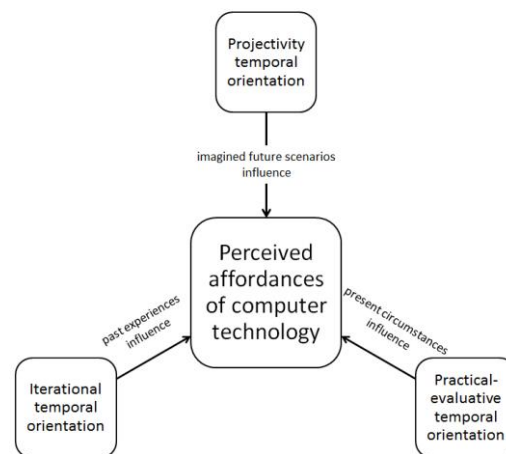 Projectivity
temporal
orientation
imagined future scenarios
influence
Perceived
affordances
of computer
technology
past experiences
influence
present circumstances
influence
Iterational
temporal
orientation
Practical-
evaluative
temporal
orientation